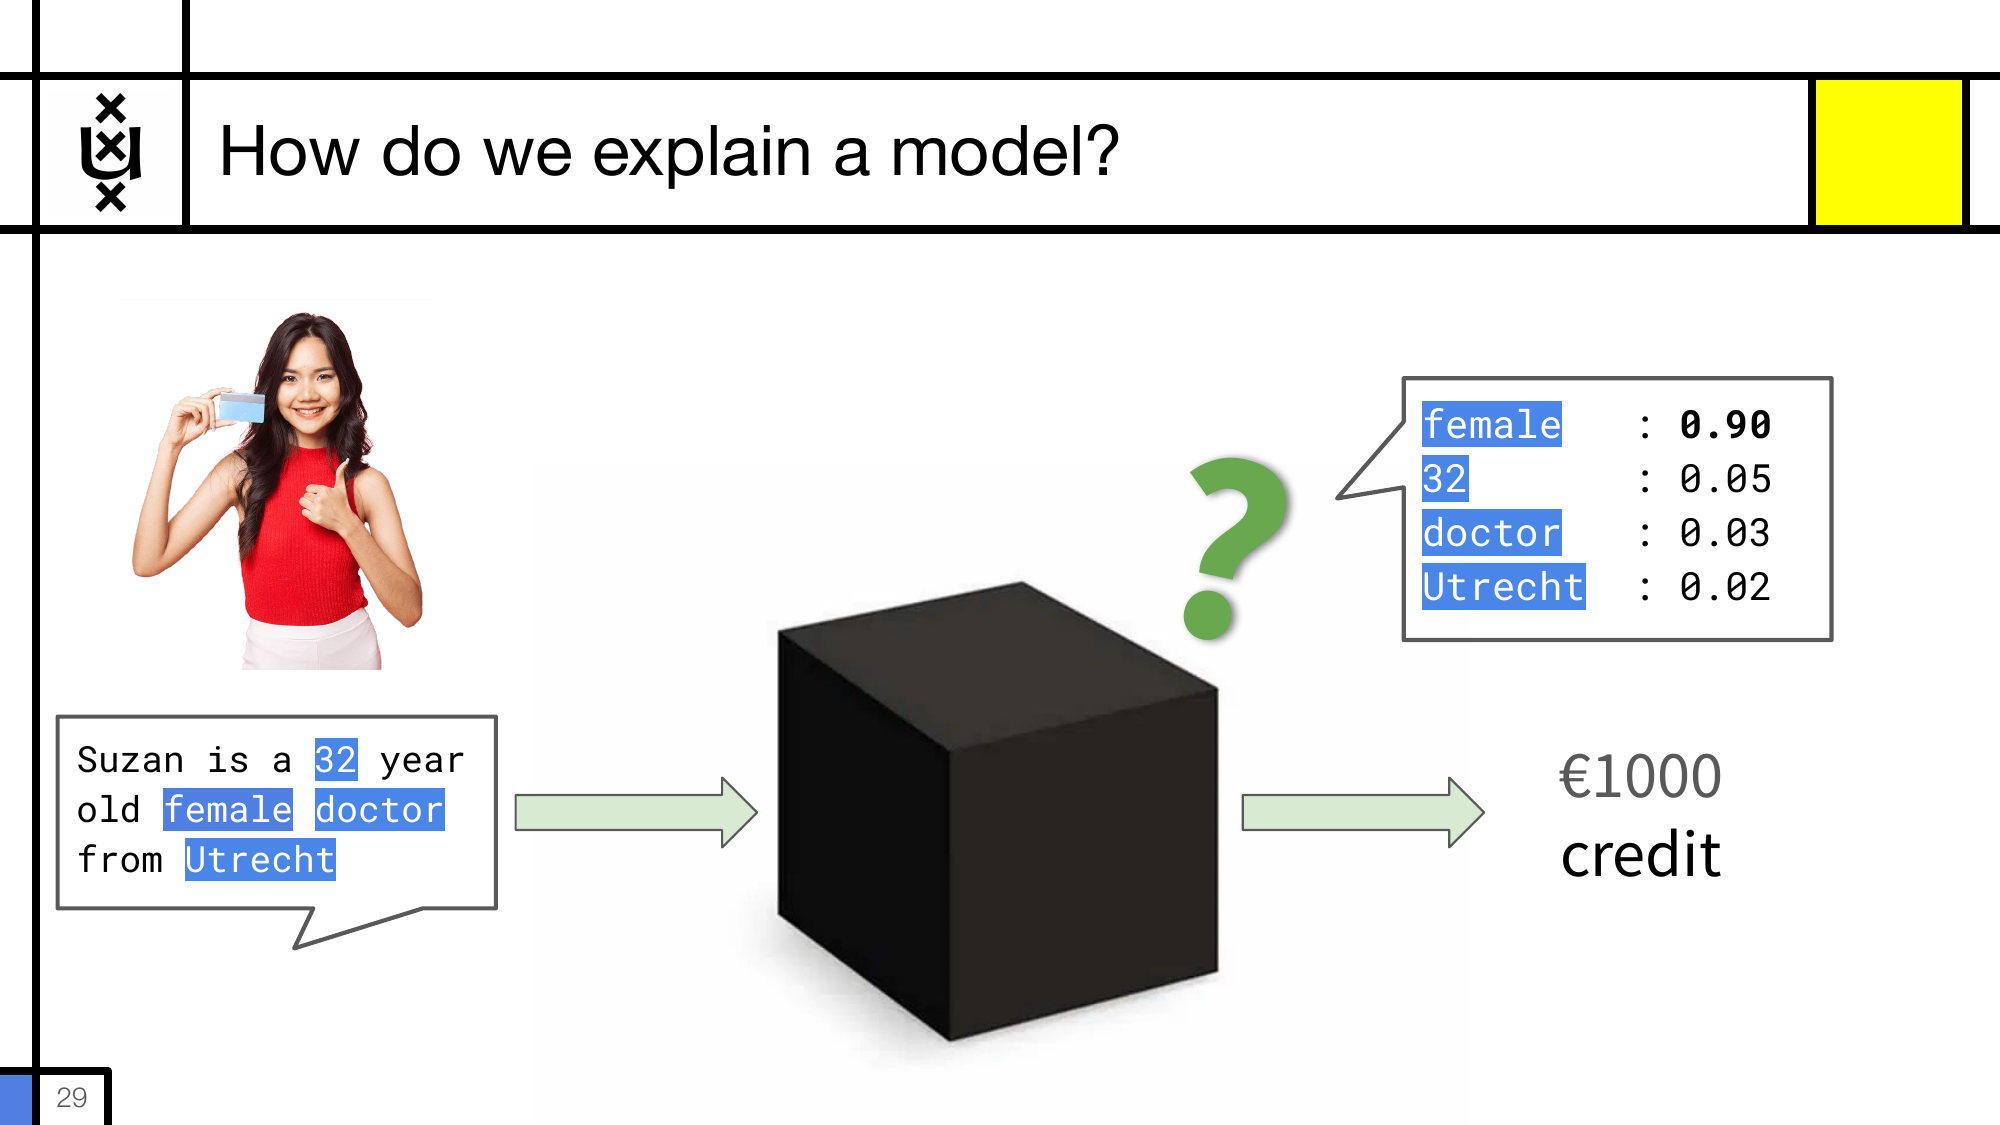 How do we explain a model?
female : 0.90
32 : 0.05
doctor : 0.03
Utrecht : 0.02
?
Suzan is a 32 year
old female doctor
from Utrecht
€1000
credit
29